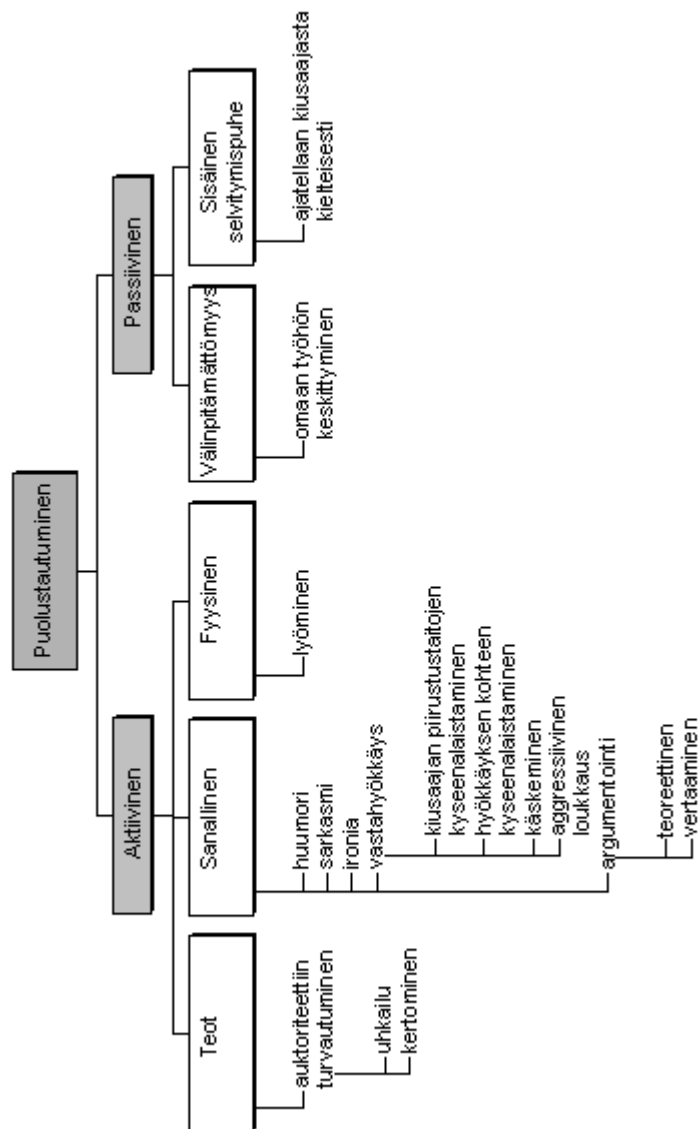 Puolustautuminen
Aktiivinen
Passiivinen
Teot
Sanallinen
Fyysinen
Välinpitämättömyys
Sisäinen
selvitymispuhe
auktoriteettiin
turvautuminen
uhkailu
kertominen
huumori
sarkasmi
ironia
vastahyökkäys
kiusaajan piirustustaitojen
kyseenalaistaminen
hyökkäyksen kohteen
kyseenalaistaminen
käskeminen
aggressiivinen
loukkaus
argumentointi
teoreettinen
vertaaminen
lyöminen
omaan työhön
keskittyminen
ajatellaan kiusaajasta
kielteisesti